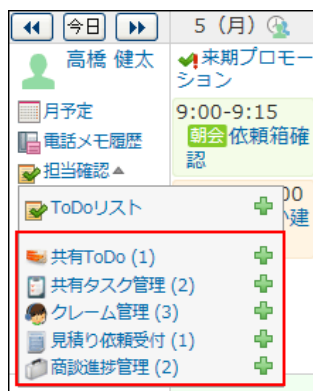 今日 5 (月)
高橋 健太
来期プロモー
ション
月予定
電話メモ履歴
担当確認▲
9:00-9:15
朝会 依頼箱確
認
ToDoリスト
00
建
共有ToDo (1)
共有タスク管理 (2)
クレーム管理 (3)
見積り依頼受付 (1)
商談進捗管理 (2)